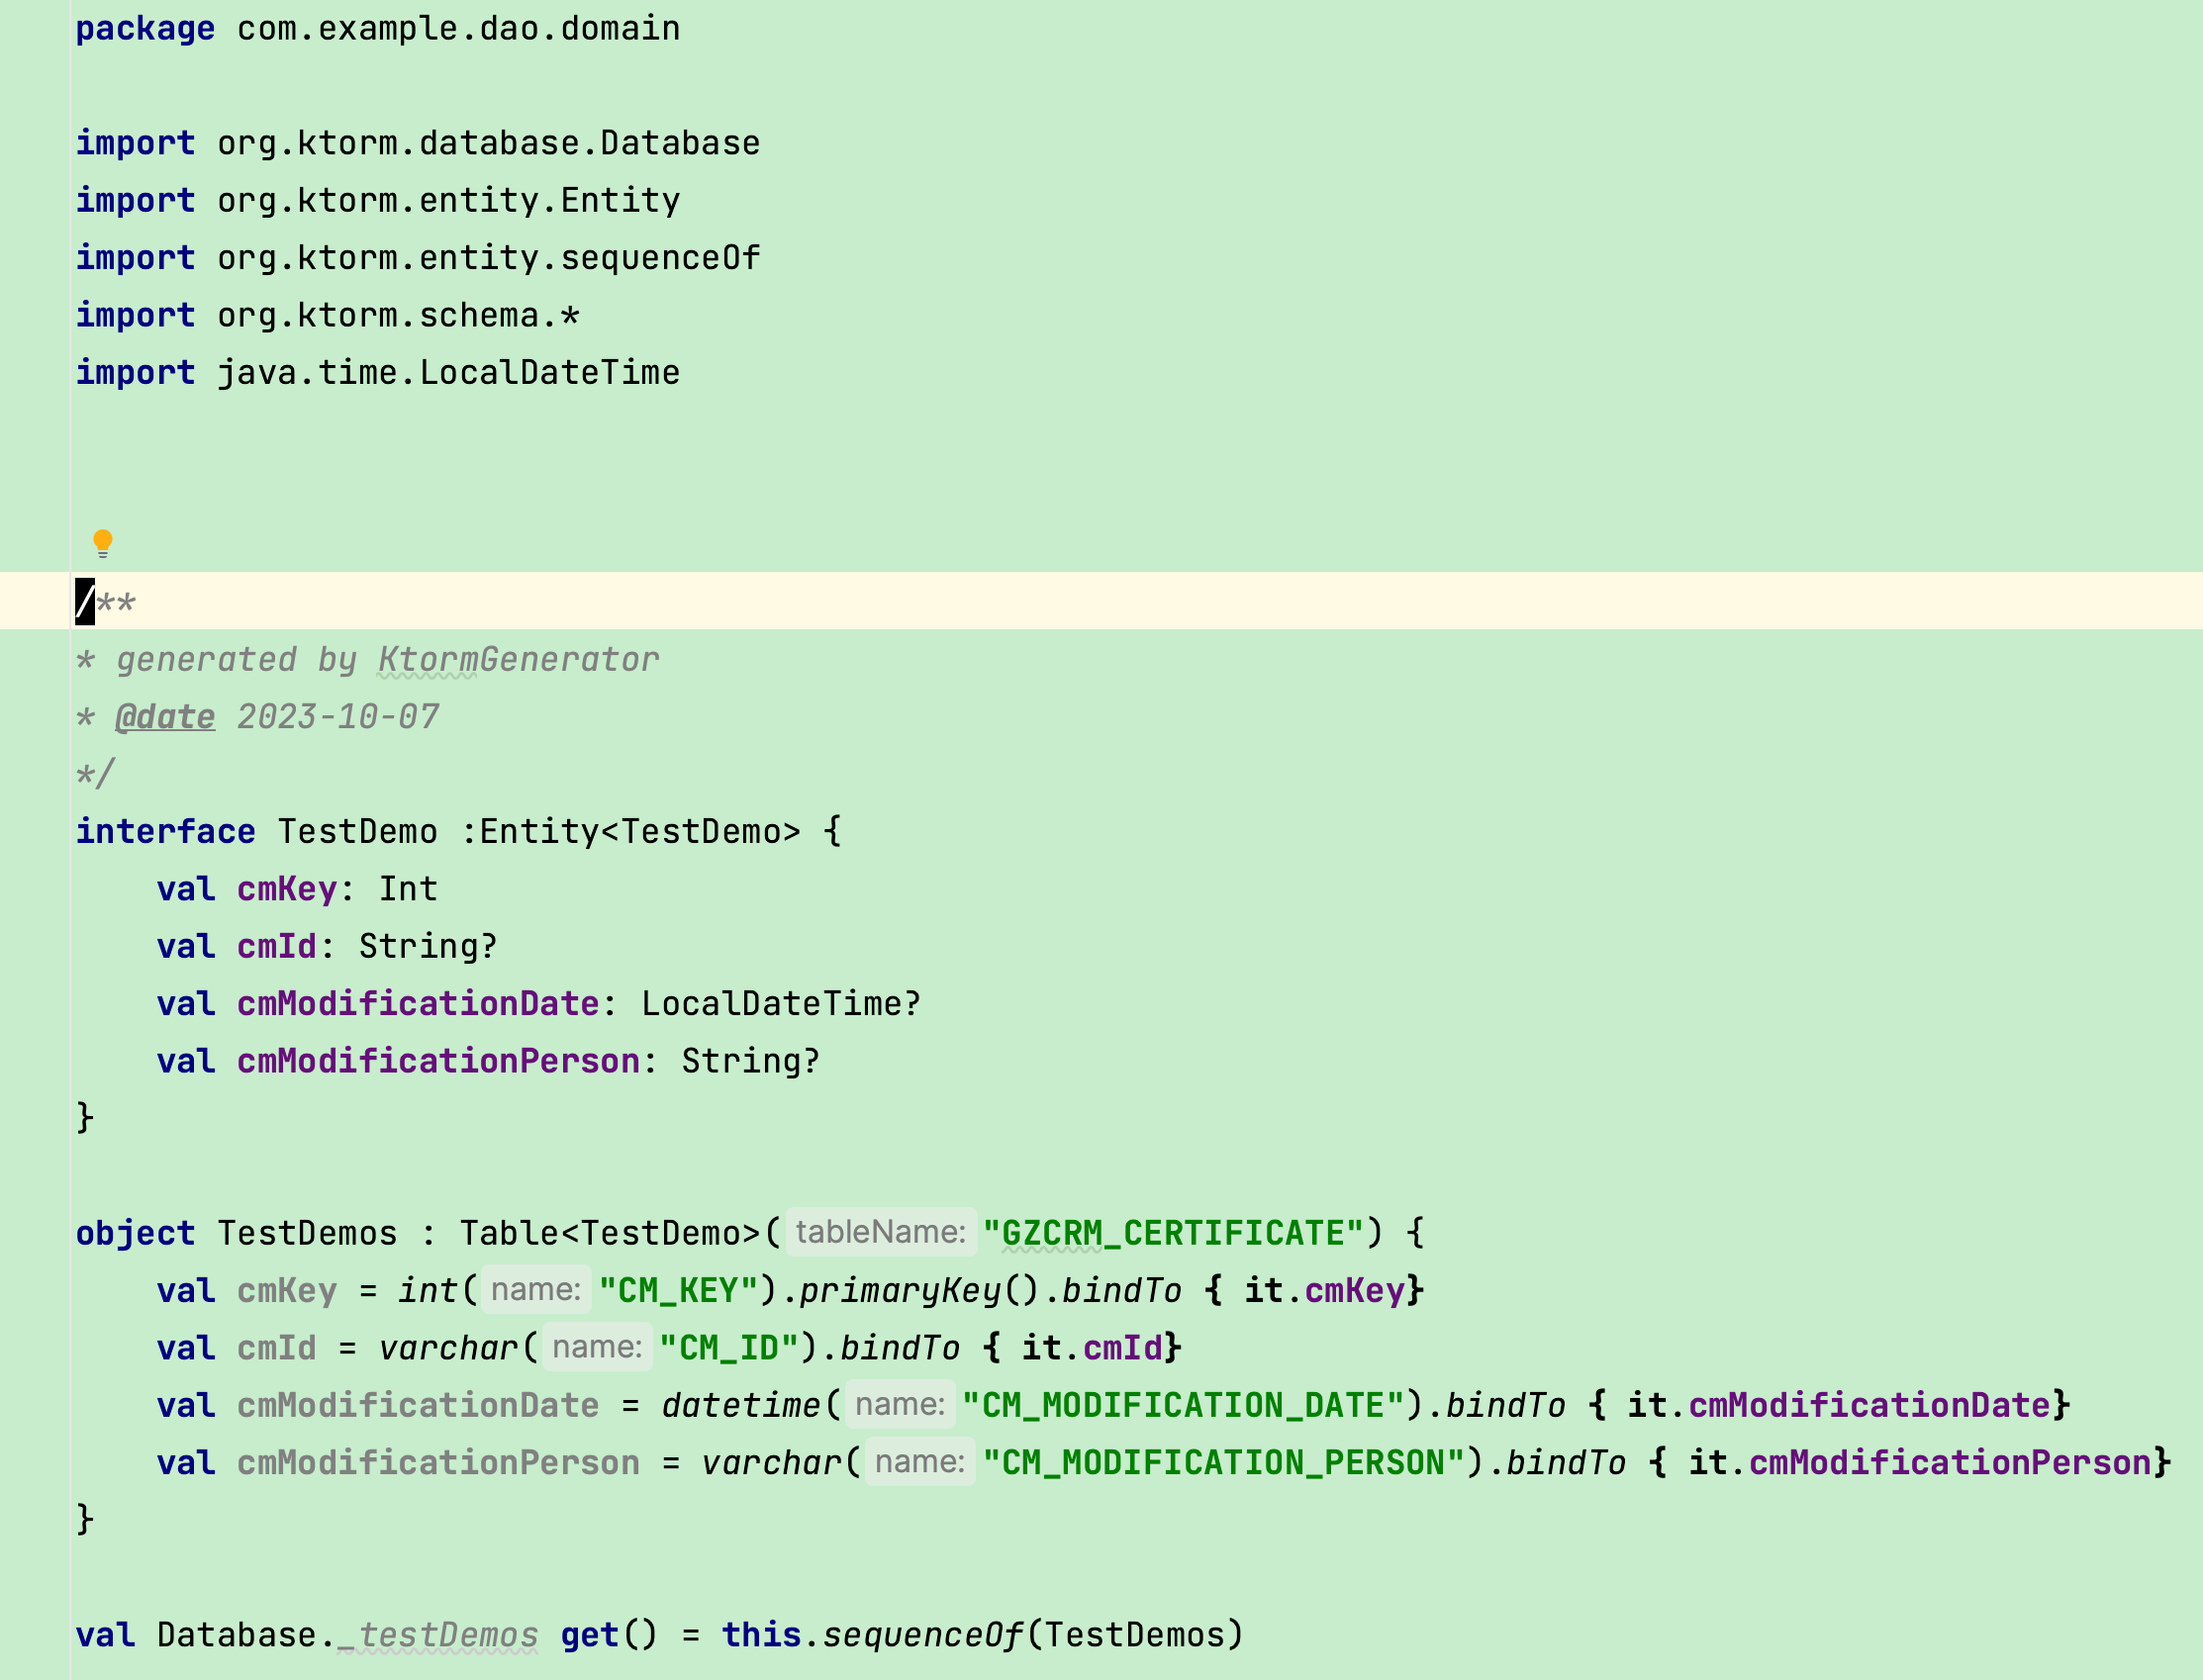 package com.example.dao.domain
import org.ktorm.database.Database
import org.ktorm.entity.Entity
import org.ktorm.entity.sequenceOf
import org.ktorm.schema.*
import java.time.LocalDateTime
/**
* generated by KtormGenerator
* @date 2023-10-07
*/
interface TestDemo :Entity<TestDemo> {
    val cmKey: Int
    val cmId: String?
    val cmModificationDate: LocalDateTime?
    val cmModificationPerson: String?
}
object TestDemos : Table<TestDemo>( tableName: "GZCRM_CERTIFICATE") {
    val cmKey = int( name: "CM_KEY").primaryKey().bindTo { it.cmKey}
    val cmId = varchar( name: "CM_ID").bindTo { it.cmId}
    val cmModificationDate = datetime( name: "CM_MODIFICATION_DATE").bindTo { it.cmModificationDate}
    val cmModificationPerson = varchar( name: "CM_MODIFICATION_PERSON").bindTo { it.cmModificationPerson}
}
val Database._testDemos get() = this.sequenceOf(TestDemos)